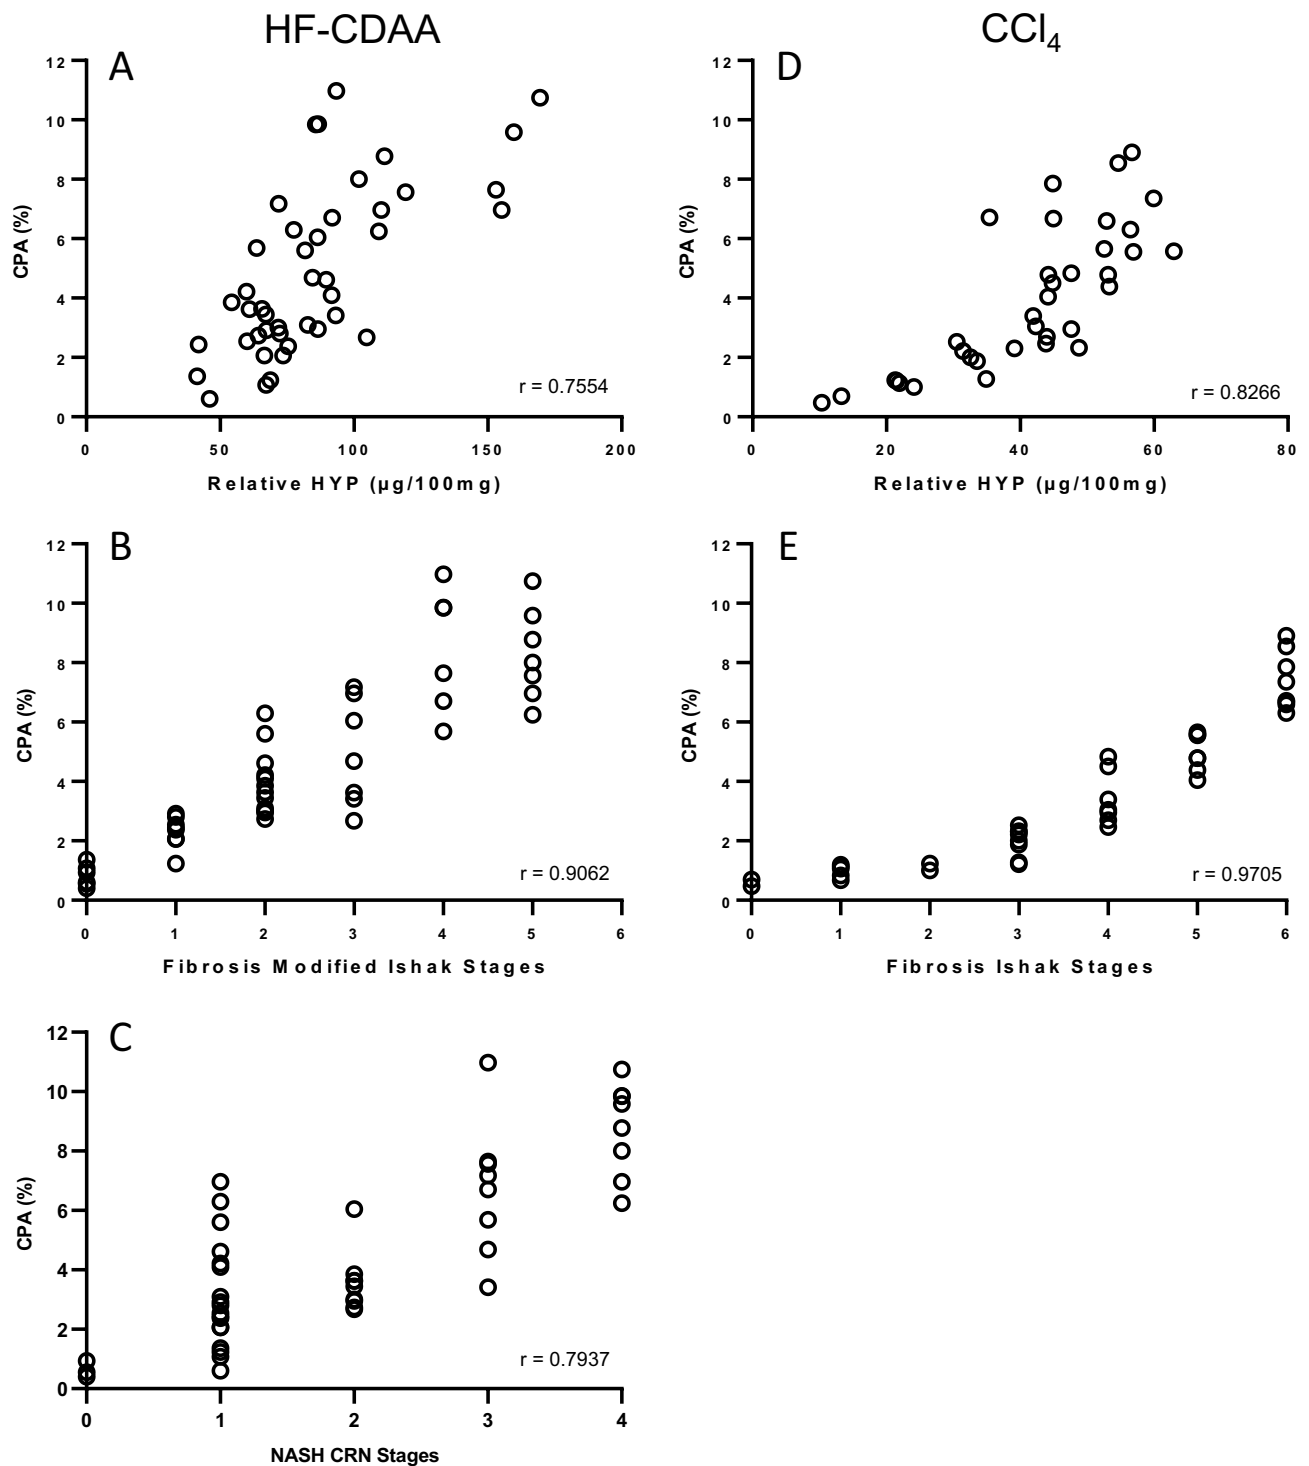 HF-CDAA
CCl4
A
12
10
8
6
4
2
0
CPA (%)
r = 0.7554
0 50 100 150 200
Relative HYP (µg/100mg)
D
12
10
8
6
4
2
0
CPA (%)
r = 0.8266
0 20 40 60 80
Relative HYP (µg/100mg)
B
12
10
8
6
4
2
0
CPA (%)
r = 0.9062
0 1 2 3 4 5 6
Fibrosis Modified Ishak Stages
E
12
10
8
6
4
2
0
CPA (%)
r = 0.9705
0 1 2 3 4 5 6
Fibrosis Ishak Stages
C
12
10
8
6
4
2
0
CPA (%)
r = 0.7937
0 1 2 3 4
NASH CRN Stages